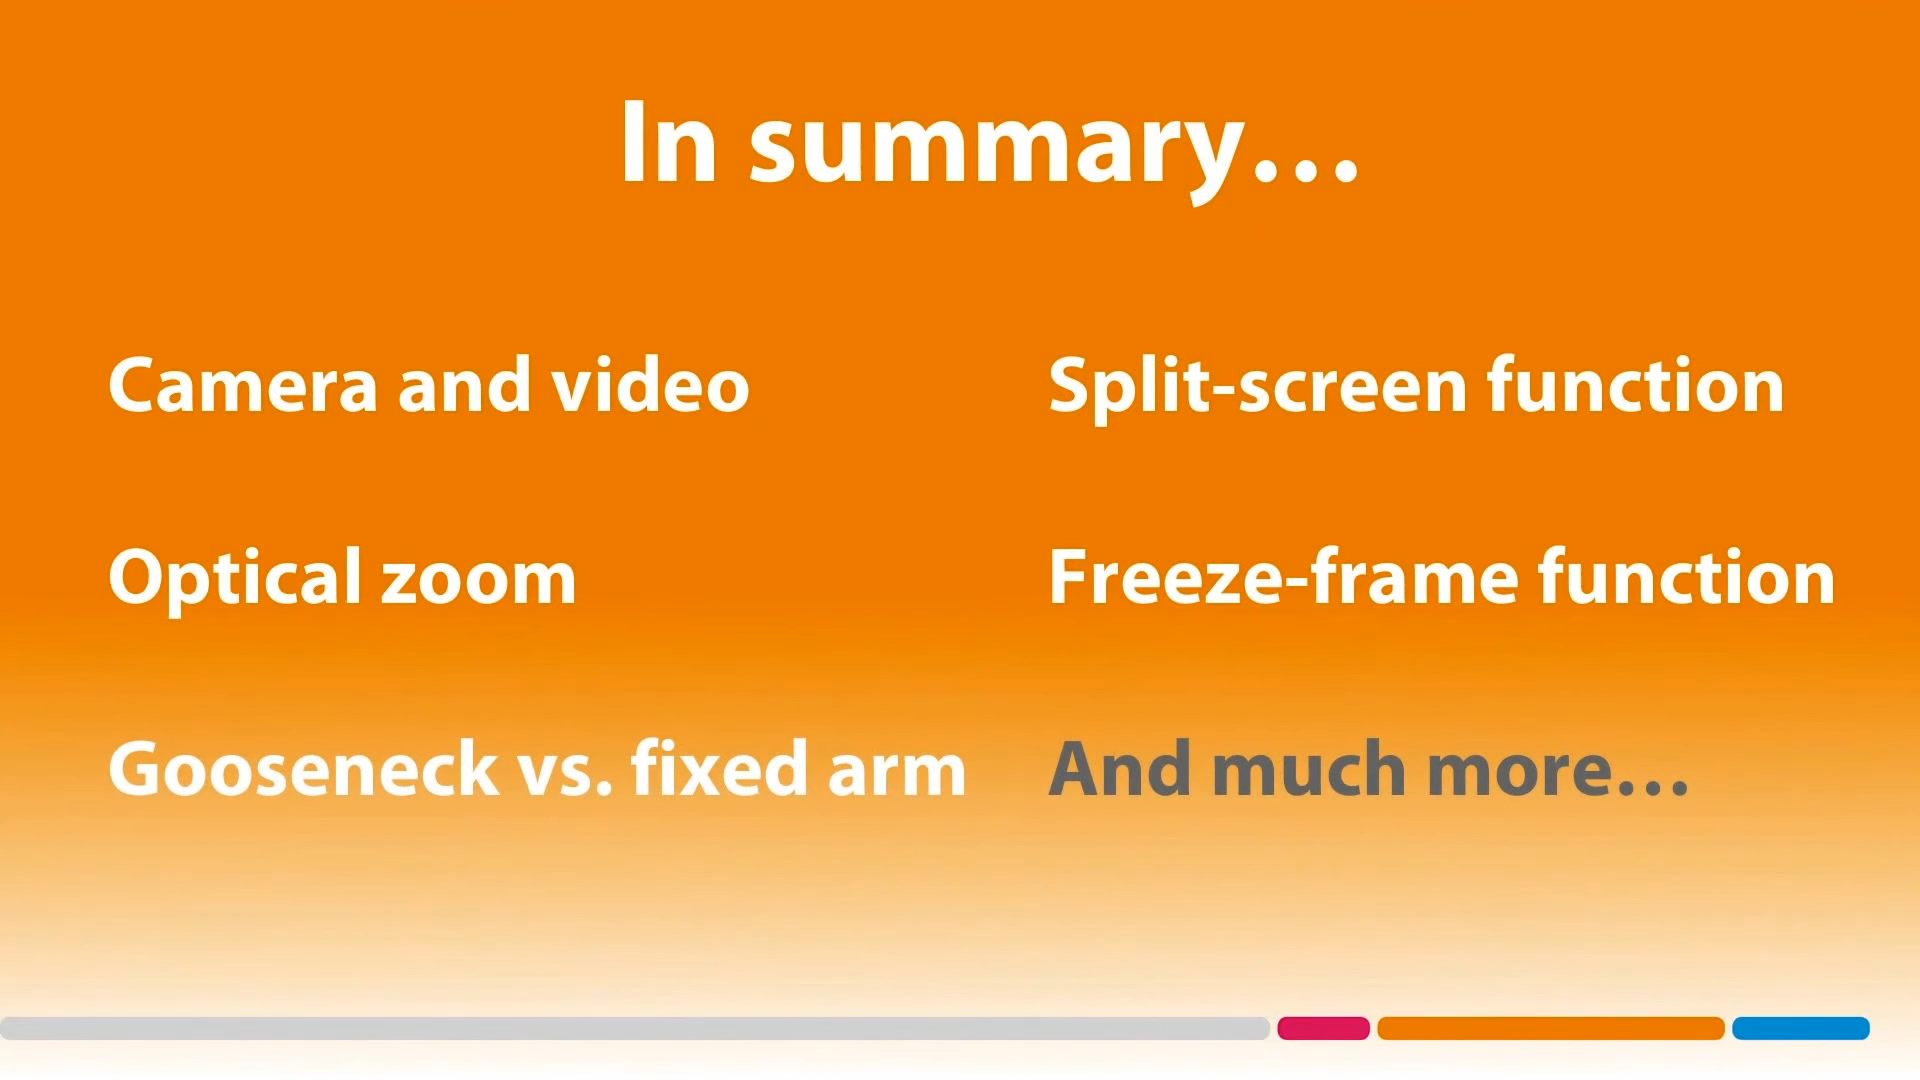 In summary…
Camera and video
Optical zoom
Gooseneck vs. fixed arm
Split-screen function
Freeze-frame function
And much more…